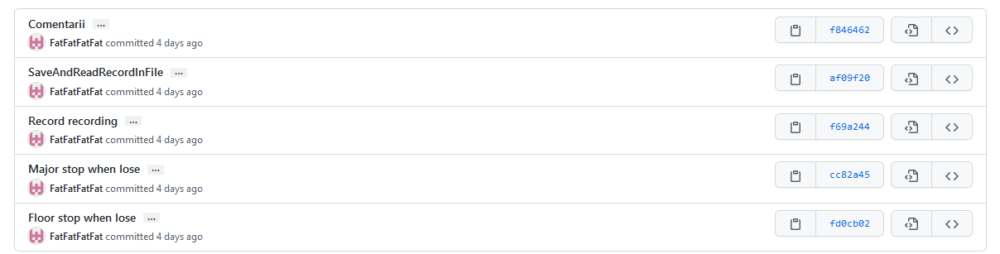 Comentarii ...
FatFatFatFat committed 4 days ago
f846462
SaveAndReadRecordInFile ...
FatFatFatFat committed 4 days ago
af09f20
Record recording ...
FatFatFatFat committed 4 days ago
f69a244
Major stop when lose ...
FatFatFatFat committed 4 days ago
cc82a45
Floor stop when lose ...
FatFatFatFat committed 4 days ago
fd0cb02